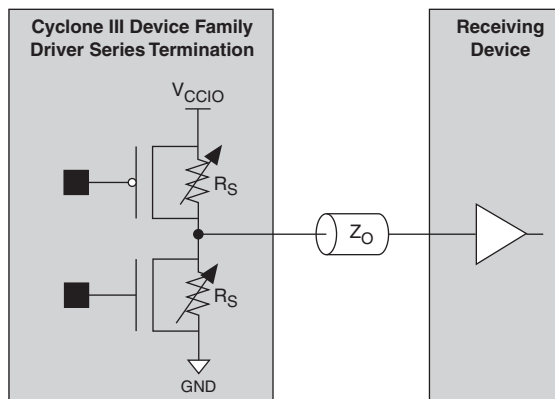 Cyclone III Device Family
Driver Series Termination
Receiving
Device
VCCIO
RS
ZO
RS
GND